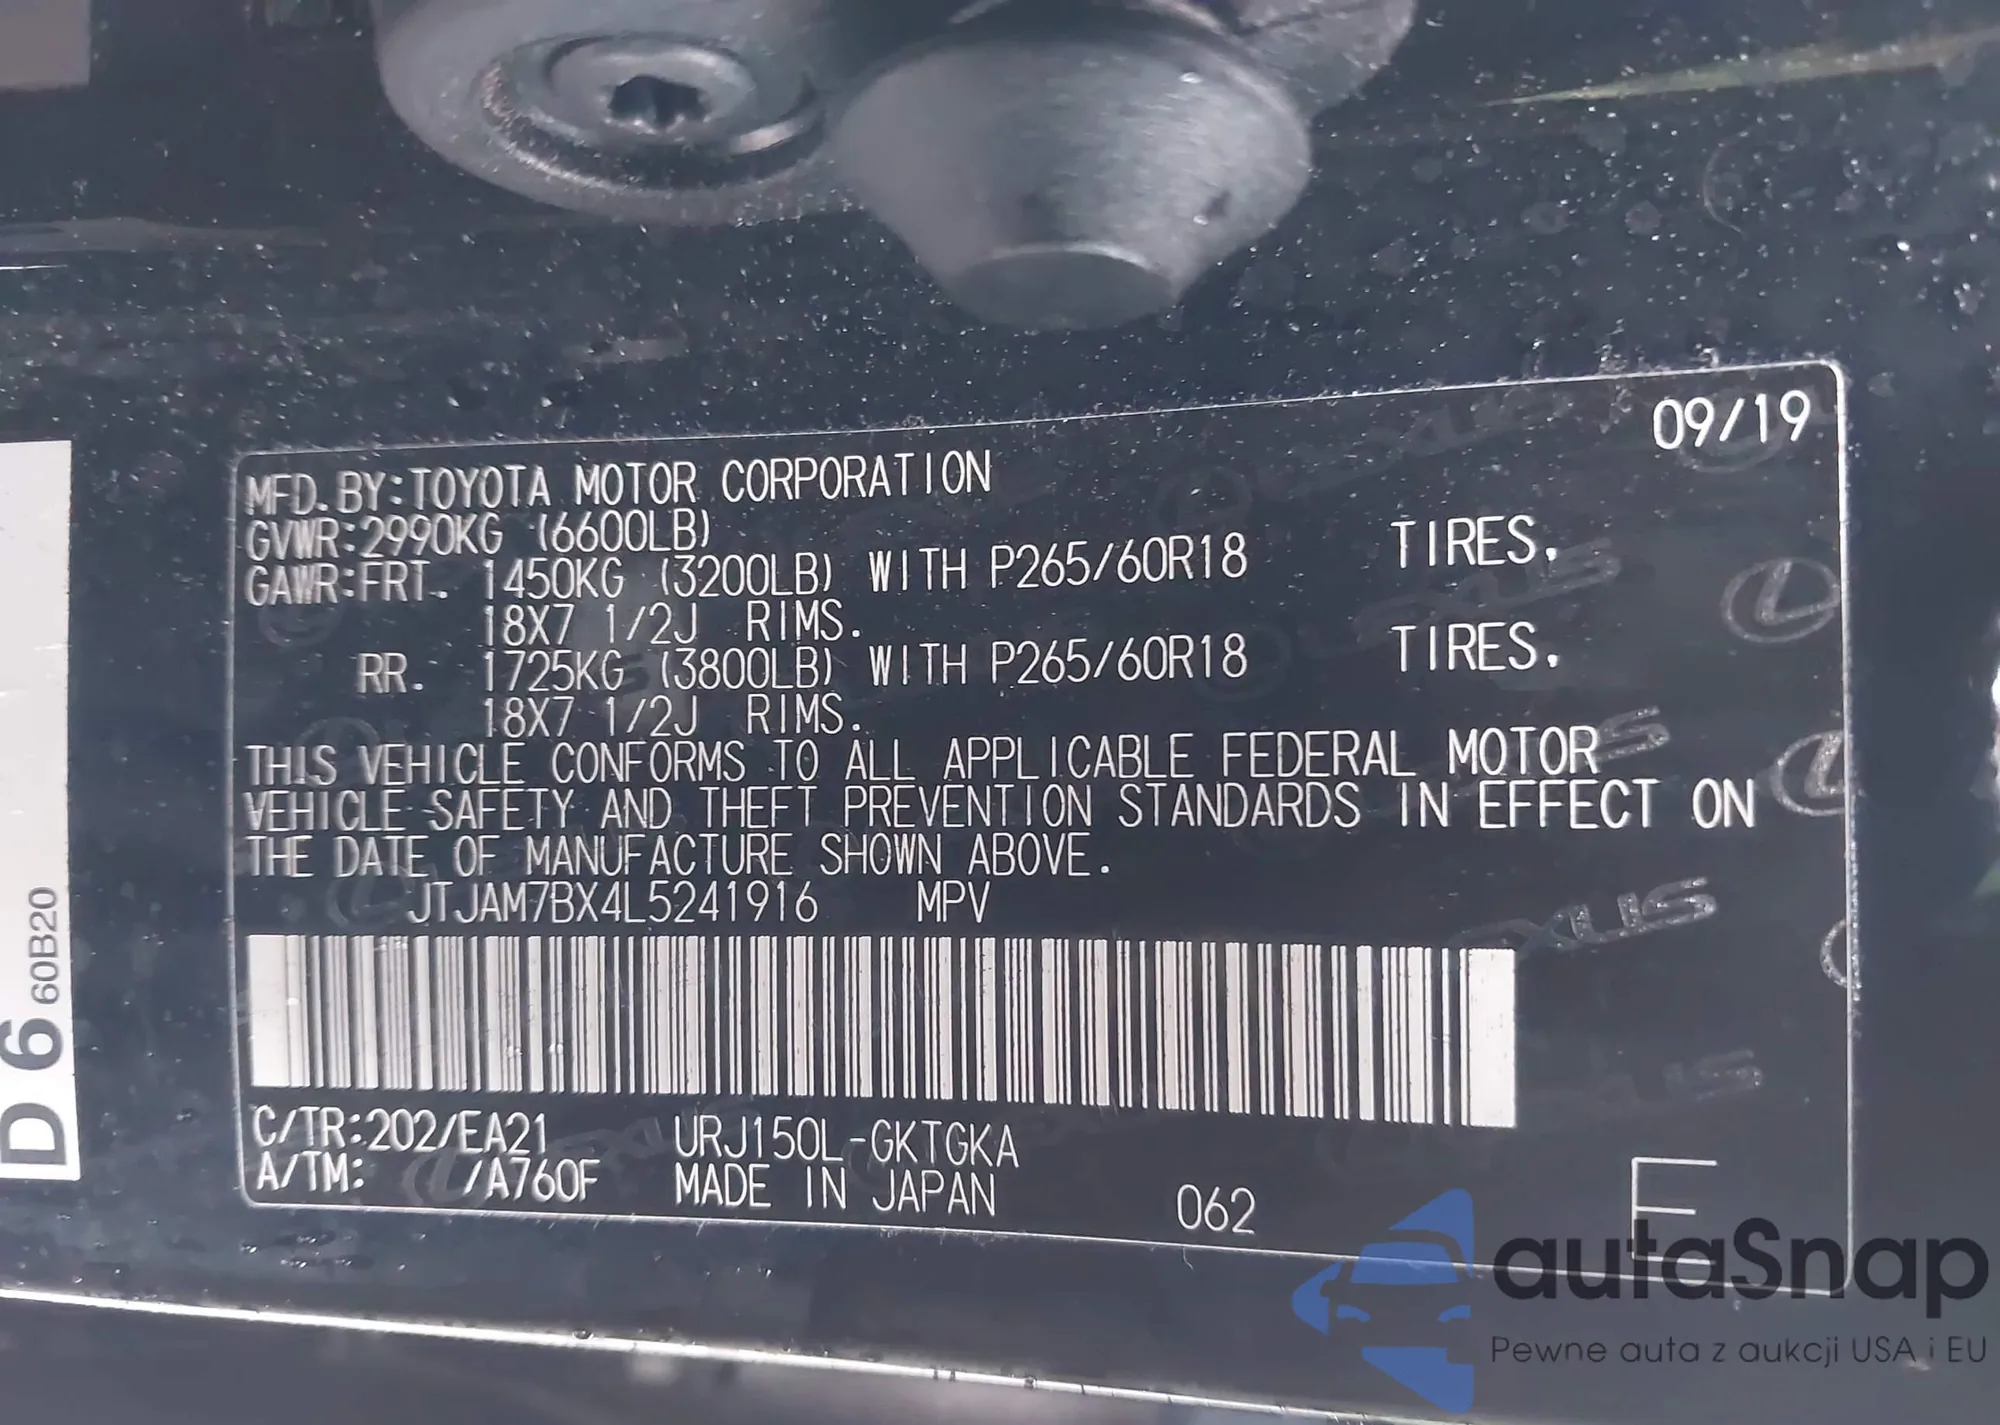 09/19
MFD. BY:TOYOTA MOTOR CORPORATION
GVWR:2990KG (6600LB)
GAWR:FRT. 1450KG (3200LB) WITH P265/60R18 TIRES,
18X7 1/2J RIMS.
RR. 1725KG (3800LB) WITH P265/60R18 TIRES,
18X7 1/2J RIMS.
THIS VEHICLE CONFORMS TO ALL APPLICABLE FEDERAL MOTOR
VEHICLE SAFETY AND THEFT PREVENTION STANDARDS IN EFFECT ON
THE DATE OF MANUFACTURE SHOWN ABOVE.
JTJAM7BX4L5241916 MPV
C/TR:202/EA21 URJ150L-GKTGKA
A/TM: /A760F MADE IN JAPAN
062
E
D6
60B20
LEXUS
autaSnap
Pewne auta z aukcji USA i EU